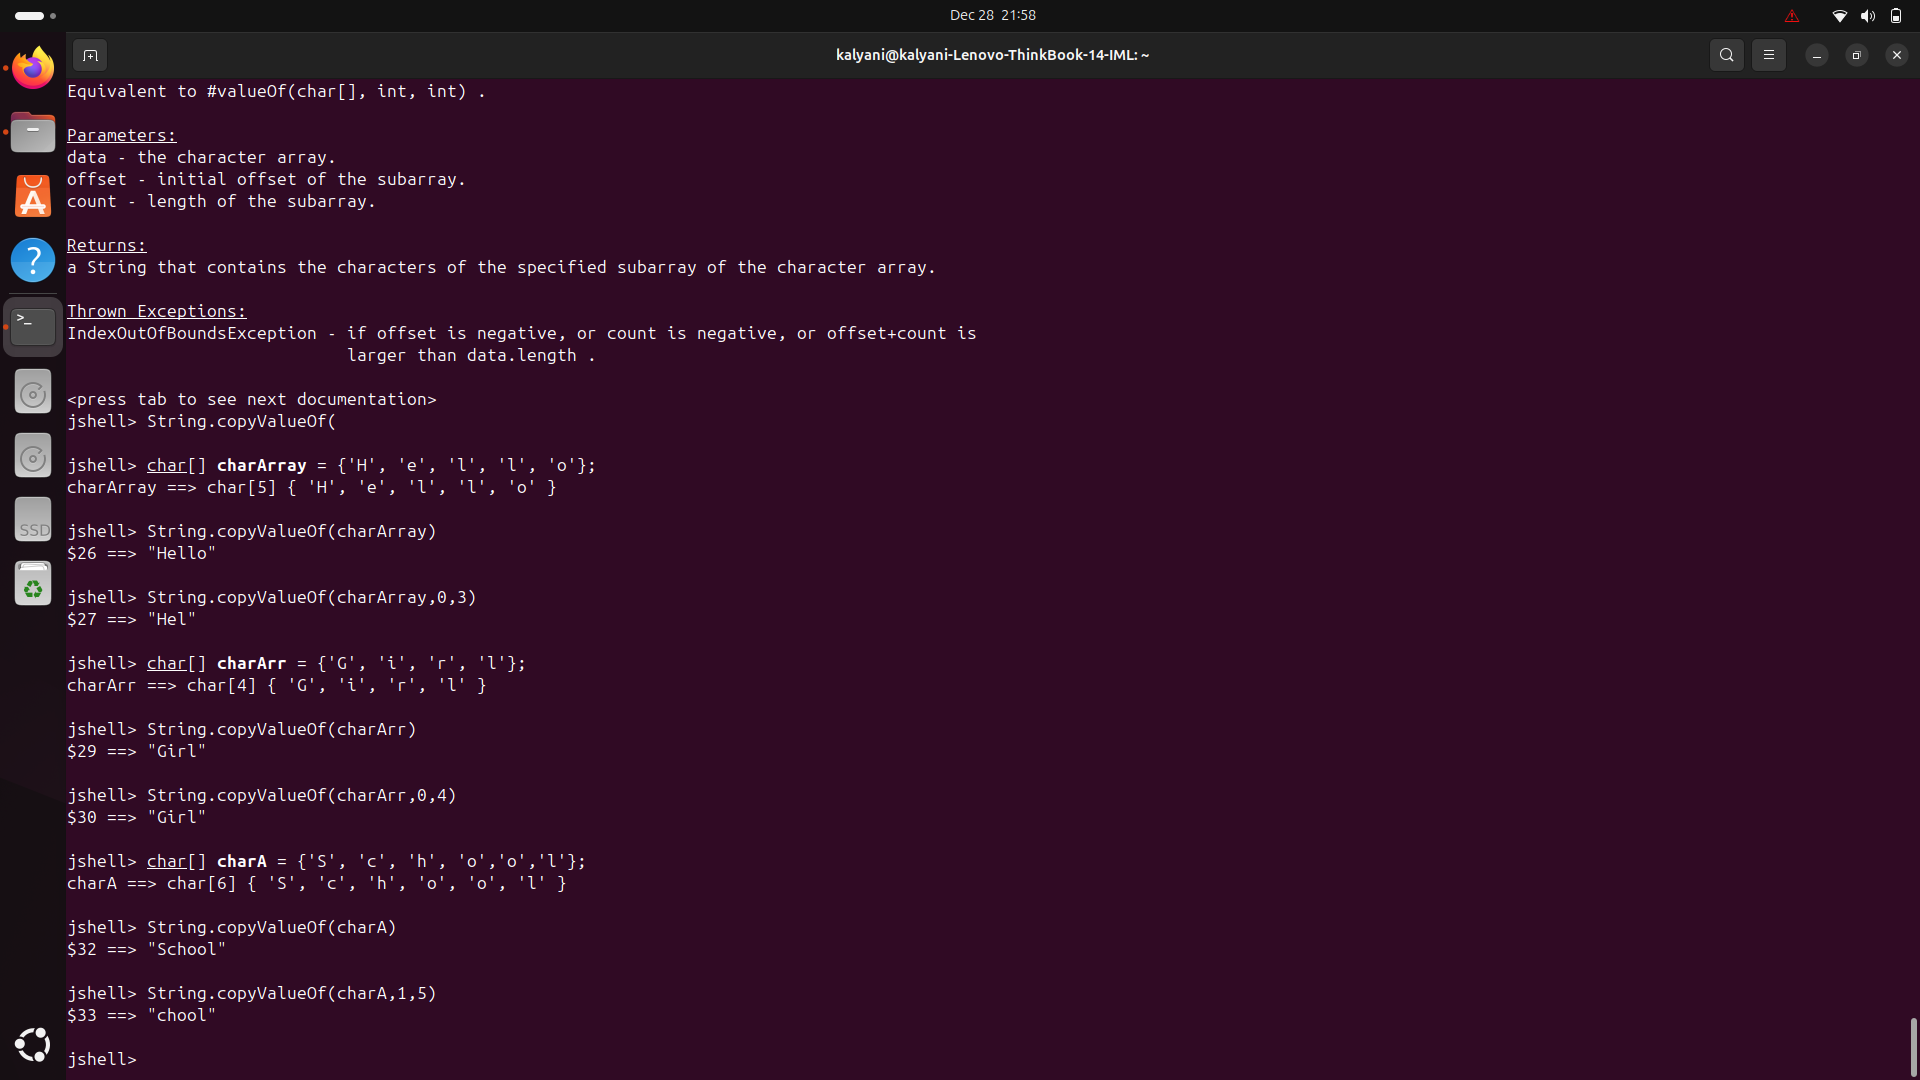 Dec 28 21:58
kalyani@kalyani-Lenovo-ThinkBook-14-IML: ~
Equivalent to #valueOf(char[], int, int) .
Parameters:
data - the character array.
offset - initial offset of the subarray.
count - length of the subarray.
Returns:
a String that contains the characters of the specified subarray of the character array.
Thrown Exceptions:
IndexOutOfBoundsException - if offset is negative, or count is negative, or offset+count is
larger than data.length .
<press tab to see next documentation>
jshell> String.copyValueOf(
jshell> char[] charArray = {'H', 'e', 'l', 'l', 'o'};
charArray ==> char[5] { 'H', 'e', 'l', 'l', 'o' }
jshell> String.copyValueOf(charArray)
$26 ==> "Hello"
jshell> String.copyValueOf(charArray,0,3)
$27 ==> "Hel"
jshell> char[] charArr = {'G', 'i', 'r', 'l'};
charArr ==> char[4] { 'G', 'i', 'r', 'l' }
jshell> String.copyValueOf(charArr)
$29 ==> "Girl"
jshell> String.copyValueOf(charArr,0,4)
$30 ==> "Girl"
jshell> char[] charA = {'S', 'c', 'h', 'o','o','l'};
charA ==> char[6] { 'S', 'c', 'h', 'o', 'o', 'l' }
jshell> String.copyValueOf(charA)
$32 ==> "School"
jshell> String.copyValueOf(charA,1,5)
$33 ==> "chool"
jshell>
SSD